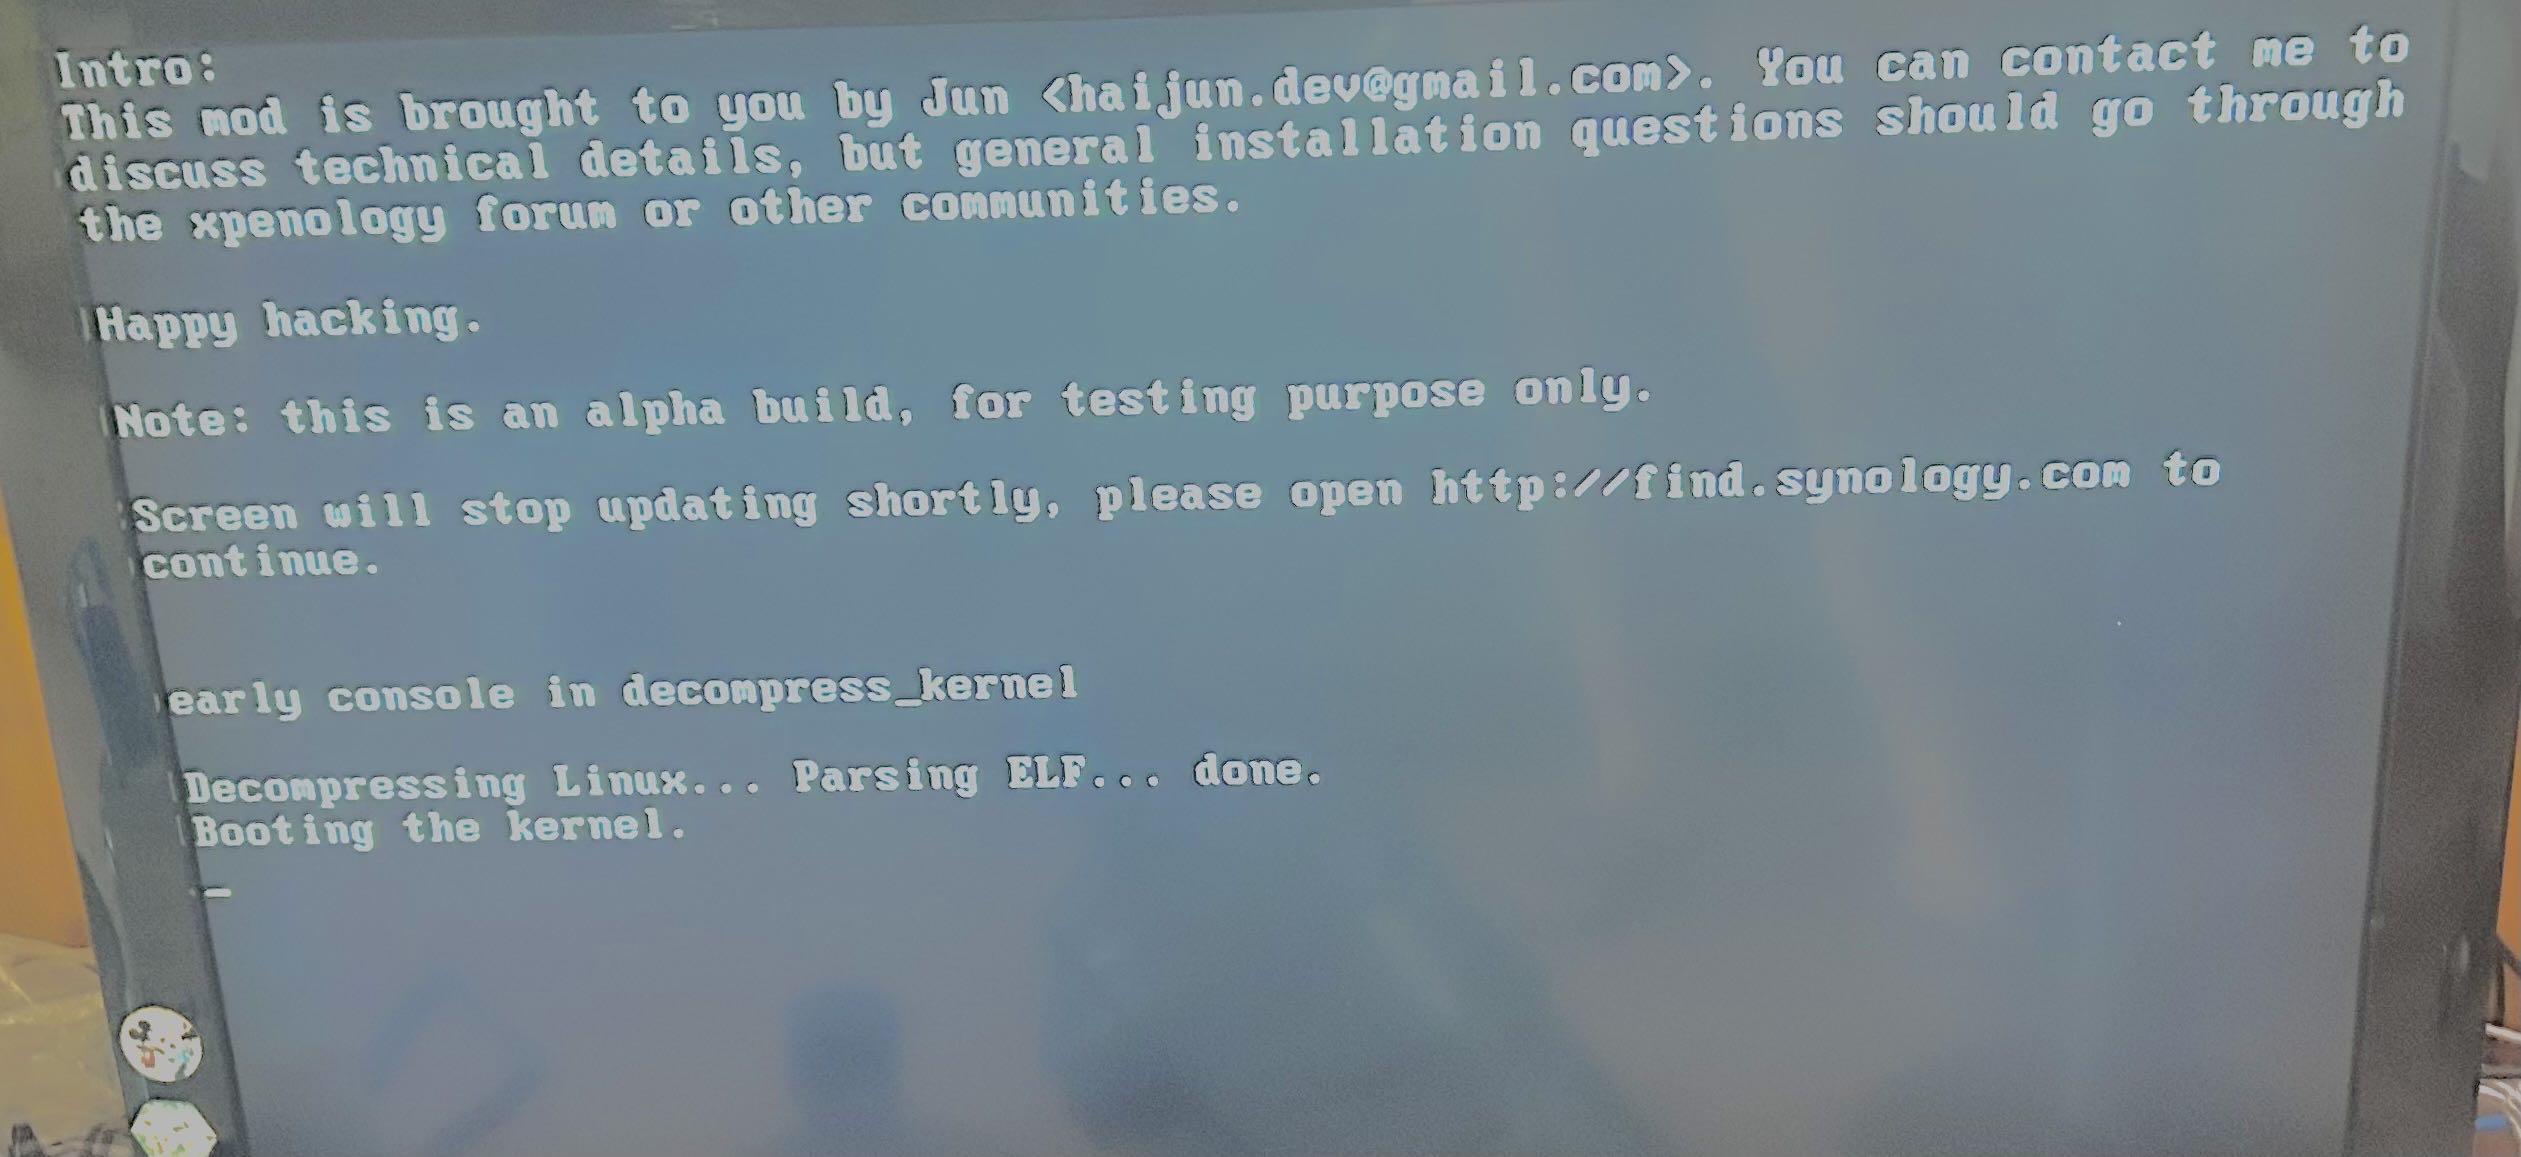 Intro:
This mod is brought to you by Jun <haijun.dev@gmail.com>. You can contact me to
discuss technical details, but general installation questions should go through
the xpenology forum or other communities.
Happy hacking.
Note: this is an alpha build, for testing purpose only.
Screen will stop updating shortly, please open http://find.synology.com to
continue.
early console in decompress_kernel
Decompressing Linux... Parsing ELF... done.
Booting the kernel.
_